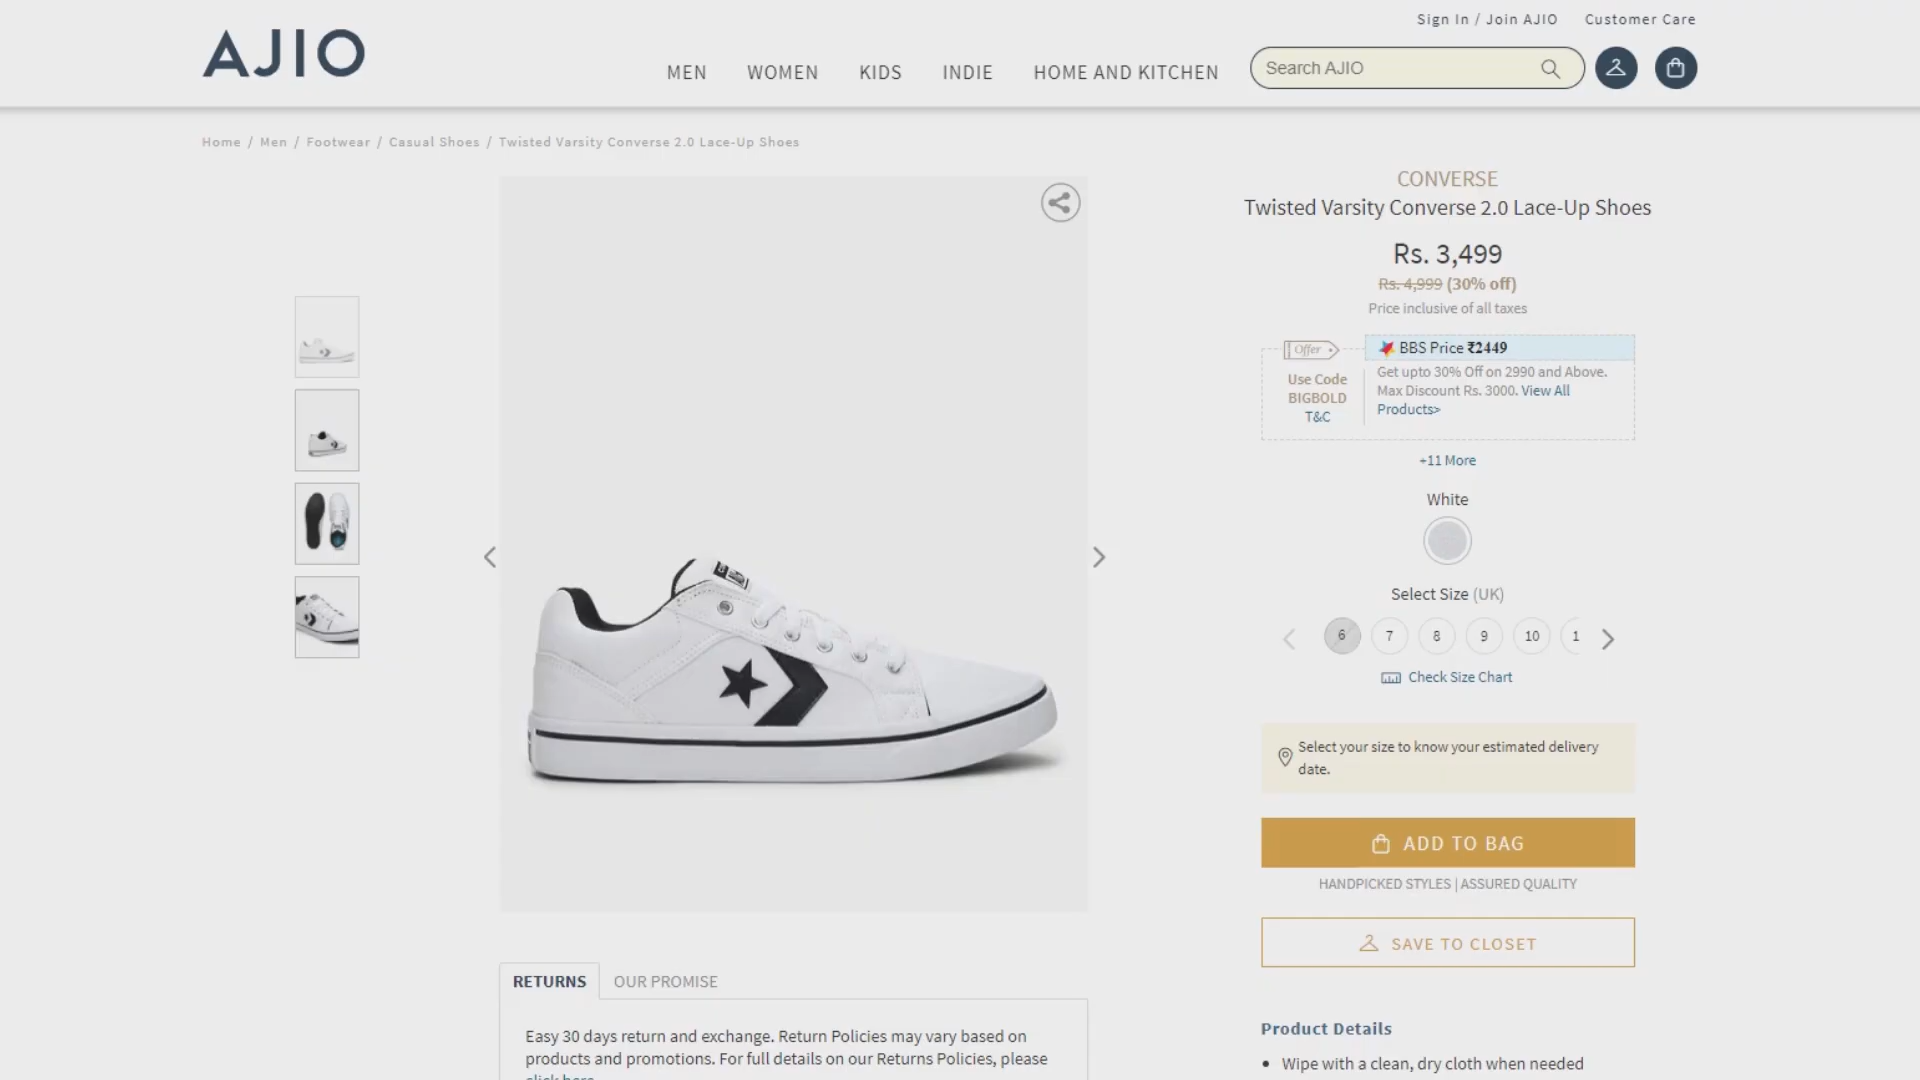 Sign In / Join AJIO
Customer Care
AJIO
MEN
WOMEN
KIDS
INDIE
HOME AND KITCHEN
Search AJIO
Home / Men / Footwear / Casual Shoes / Twisted Varsity Converse 2.0 Lace-Up Shoes
CONVERSE
Twisted Varsity Converse 2.0 Lace-Up Shoes
Rs. 3,499
Rs. 4,999 (30% off)
Price inclusive of all taxes
Offer
BBS Price ₹2449
Use Code
BIGBOLD
T&C
Get upto 30% Off on 2990 and Above.
Max Discount Rs. 3000. View All
Products>
+11 More
White
Select Size (UK)
6
7
8
9
10
1
Check Size Chart
Select your size to know your estimated delivery
date.
ADD TO BAG
HANDPICKED STYLES | ASSURED QUALITY
SAVE TO CLOSET
RETURNS
OUR PROMISE
Easy 30 days return and exchange. Return Policies may vary based on
products and promotions. For full details on our Returns Policies, please
click here
Product Details
• Wipe with a clean, dry cloth when needed